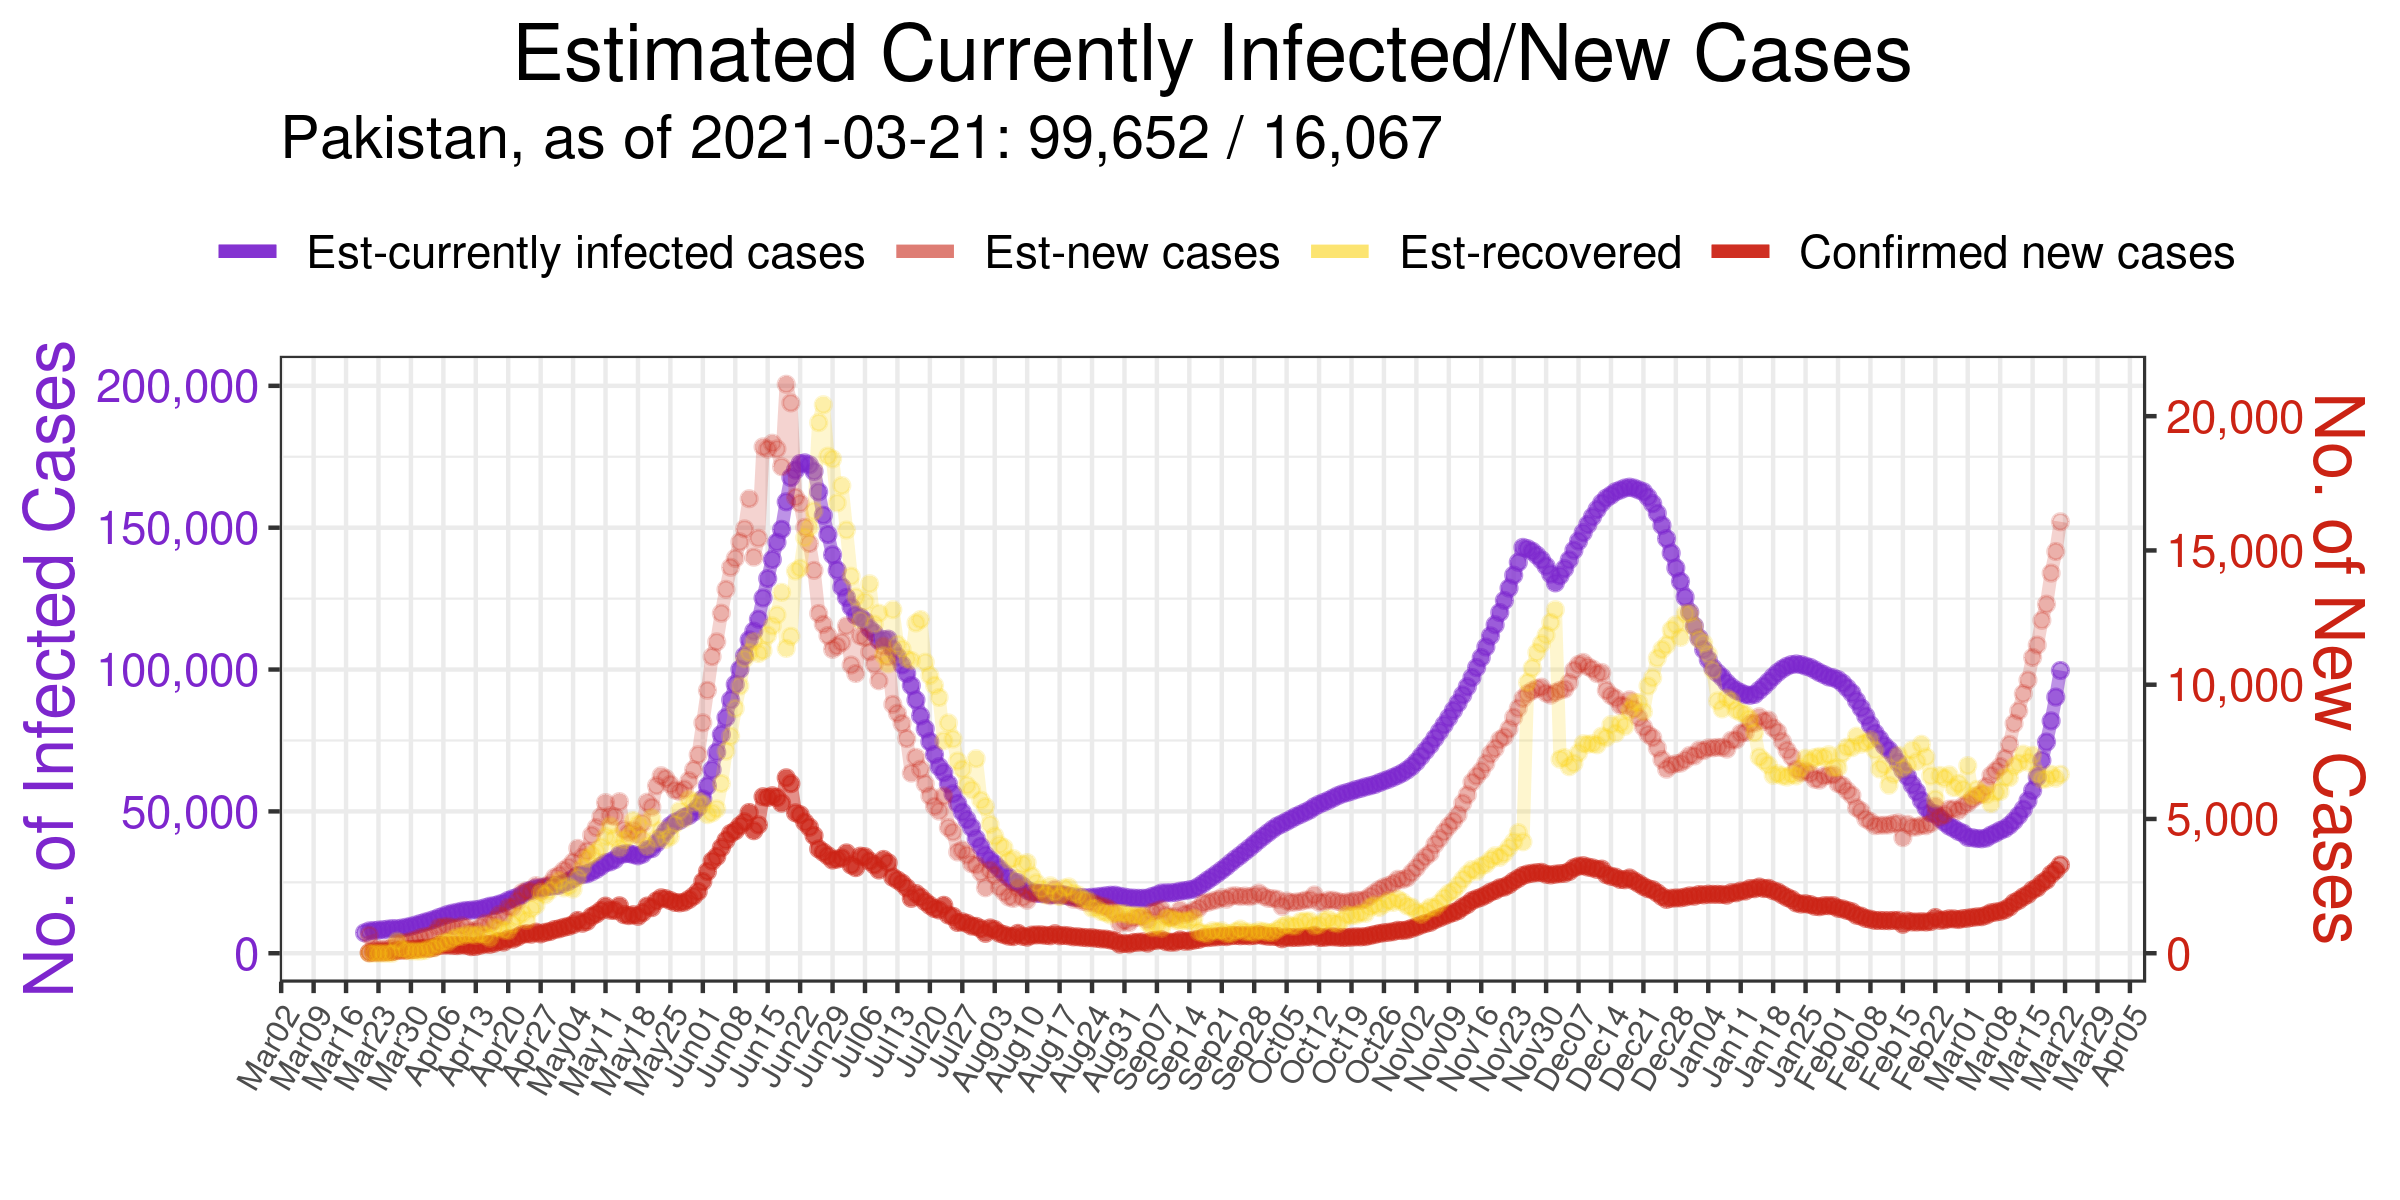 Estimated Currently Infected/New Cases
Pakistan, as of 2021-03-21: 99,652 / 16,067
Est-currently infected cases Est-new cases Est-recovered Confirmed new cases
No. of Infected Cases
200,000
150,000
100,000
50,000
0
20,000
15,000
10,000
5,000
0
No. of New Cases
Mar02 Mar09 Mar16 Mar23 Mar30 Apr06 Apr13 Apr20 Apr27 May04 May11 May18 May25 Jun01 Jun08 Jun15 Jun22 Jun29 Jul06 Jul13 Jul20 Jul27 Aug03 Aug10 Aug17 Aug24 Aug31 Sep07 Sep14 Sep21 Sep28 Oct05 Oct12 Oct19 Oct26 Nov02 Nov09 Nov16 Nov23 Nov30 Dec07 Dec14 Dec21 Dec28 Jan04 Jan11 Jan18 Jan25 Feb01 Feb08 Feb15 Feb22 Mar01 Mar08 Mar15 Mar22 Mar29 Apr05